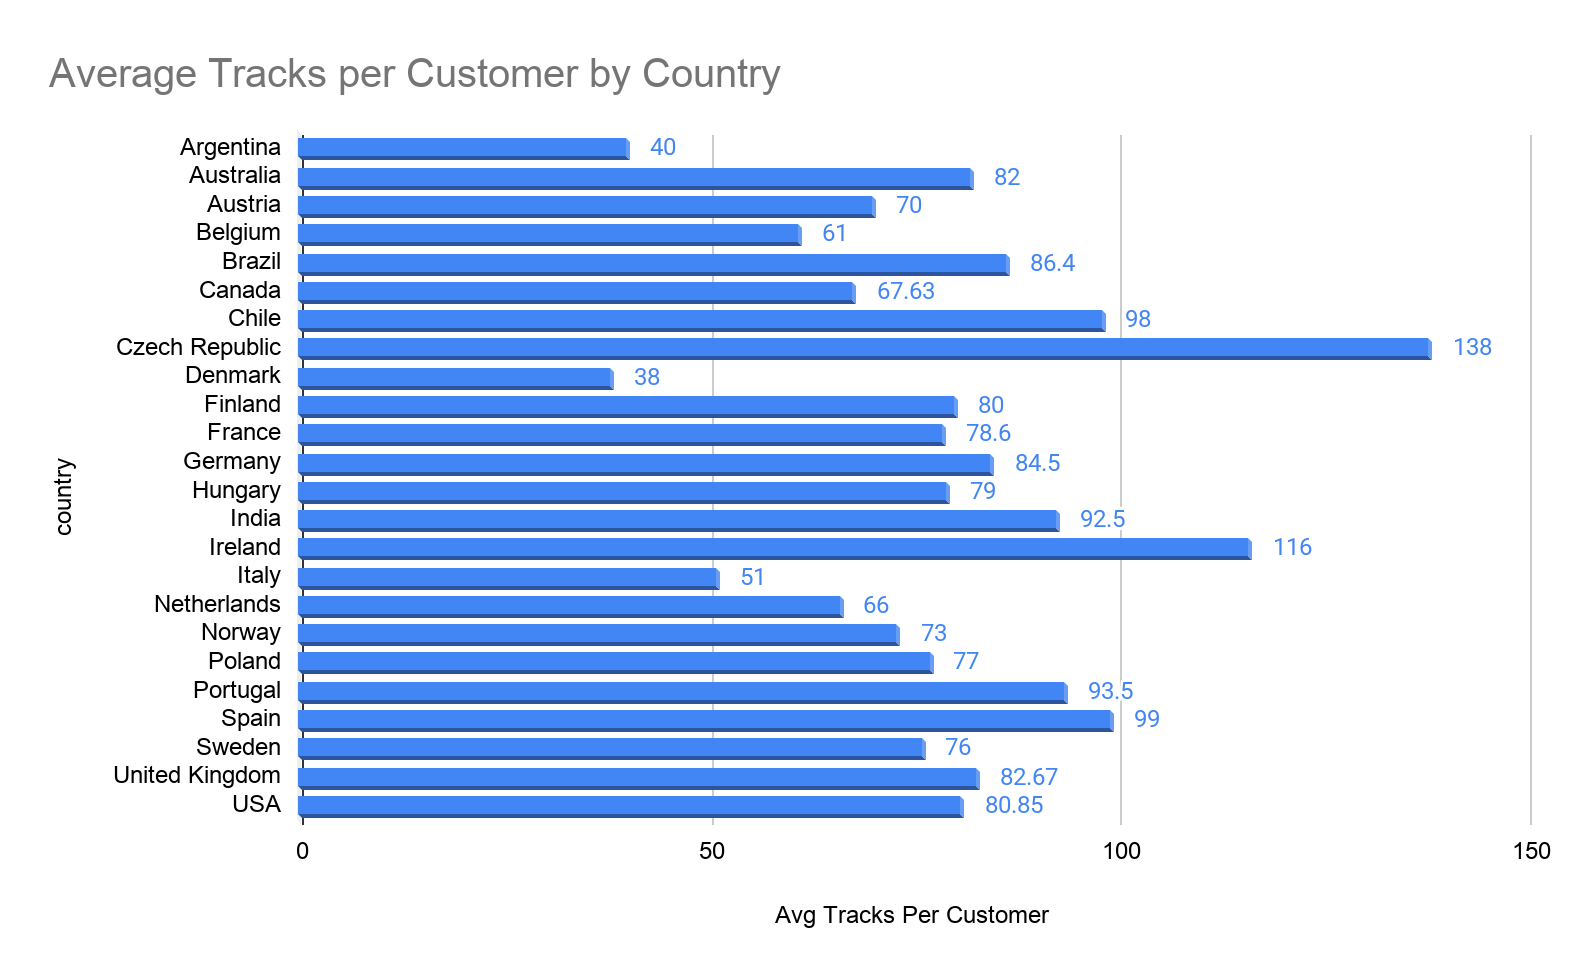 Average Tracks per Customer by Country
Argentina 40
Australia 82
Austria 70
Belgium 61
Brazil 86.4
Canada 67.63
Chile 98
Czech Republic 138
Denmark 38
Finland 80
France 78.6
Germany 84.5
Hungary 79
India 92.5
Ireland 116
Italy 51
Netherlands 66
Norway 73
Poland 77
Portugal 93.5
Spain 99
Sweden 76
United Kingdom 82.67
USA 80.85
country
0 50 100 150
Avg Tracks Per Customer